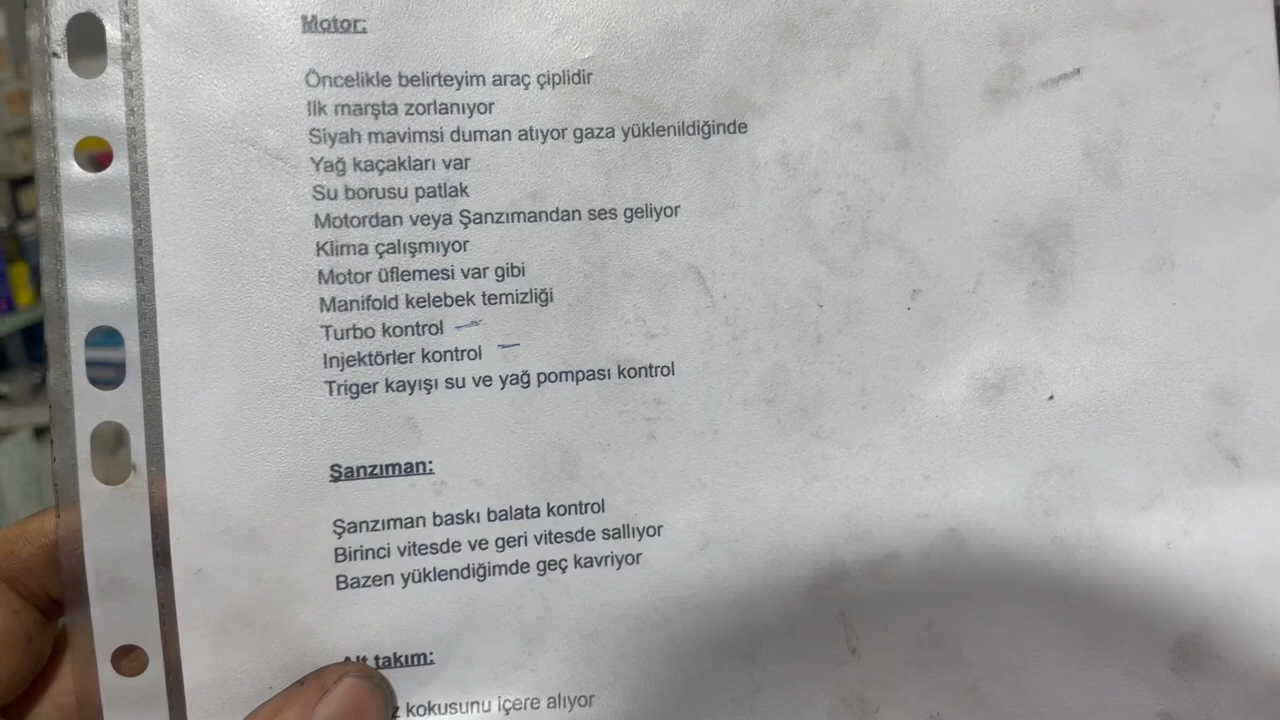 Motor:
Öncelikle belirteyim araç çiplidir
Ilk marşta zorlanıyor
Siyah mavimsi duman atıyor gaza yüklenildiğinde
Yağ kaçakları var
Su borusu patlak
Motordan veya Şanzımandan ses geliyor
Klima çalışmıyor
Motor üflemesi var gibi
Manifold kelebek temizliği
Turbo kontrol
Injektörler kontrol
Triger kayışı su ve yağ pompası kontrol
Şanzıman:
Şanzıman baskı balata kontrol
Birinci vitesde ve geri vitesde sallıyor
Bazen yüklendiğimde geç kavriyor
Alt takım:
kokusunu içere alıyor